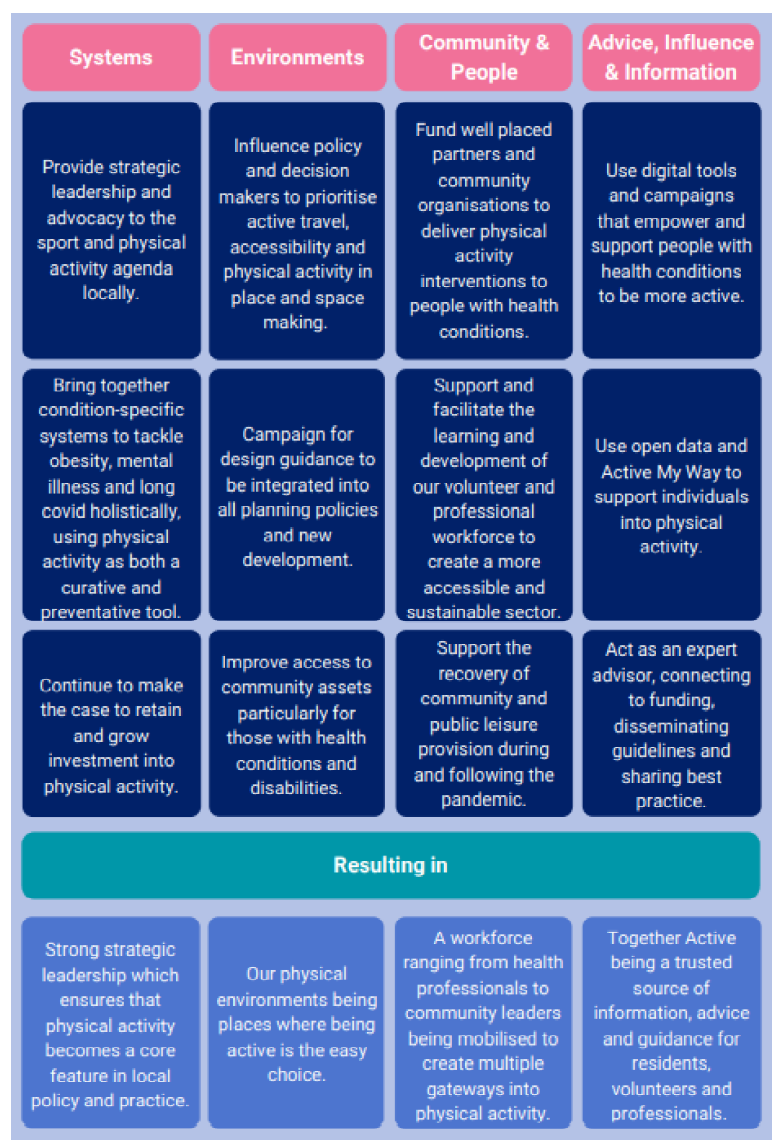 Systems
Environments
Community &
People
Advice, Influence
& Information
Provide strategic
leadership and
advocacy to the
sport and physical
activity agenda
locally.
Influence policy
and decision
makers to prioritise
active travel,
accessibility and
physical activity in
place and space
making.
Fund well placed
partners and
community
organisations to
deliver physical
activity
interventions to
people with health
conditions.
Use digital tools
and campaigns
that empower and
support people with
health conditions
to be more active.
Bring together
condition-specific
systems to tackle
obesity, mental
illness and long
covid holistically,
using physical
activity as both a
curative and
preventative tool.
Campaign for
design guidance to
be integrated into
all planning policies
and new
development.
Support and
facilitate the
learning and
development of
our volunteer and
professional
workforce to
create a more
accessible and
sustainable sector.
Use open data and
Active My Way to
support individuals
into physical
activity.
Continue to make
the case to retain
and grow
investment into
physical activity.
Improve access to
community assets
particularly for
those with health
conditions and
disabilities.
Support the
recovery of
community and
public leisure
provision during
and following the
pandemic.
Act as an expert
advisor, connecting
to funding,
disseminating
guidelines and
sharing best
practice.
Resulting in
Strong strategic
leadership which
ensures that
physical activity
becomes a core
feature in local
policy and practice.
Our physical
environments being
places where being
active is the easy
choice.
A workforce
ranging from health
professionals to
community leaders
being mobilised to
create multiple
gateways into
physical activity.
Together Active
being a trusted
source of
information, advice
and guidance for
residents,
volunteers and
professionals.